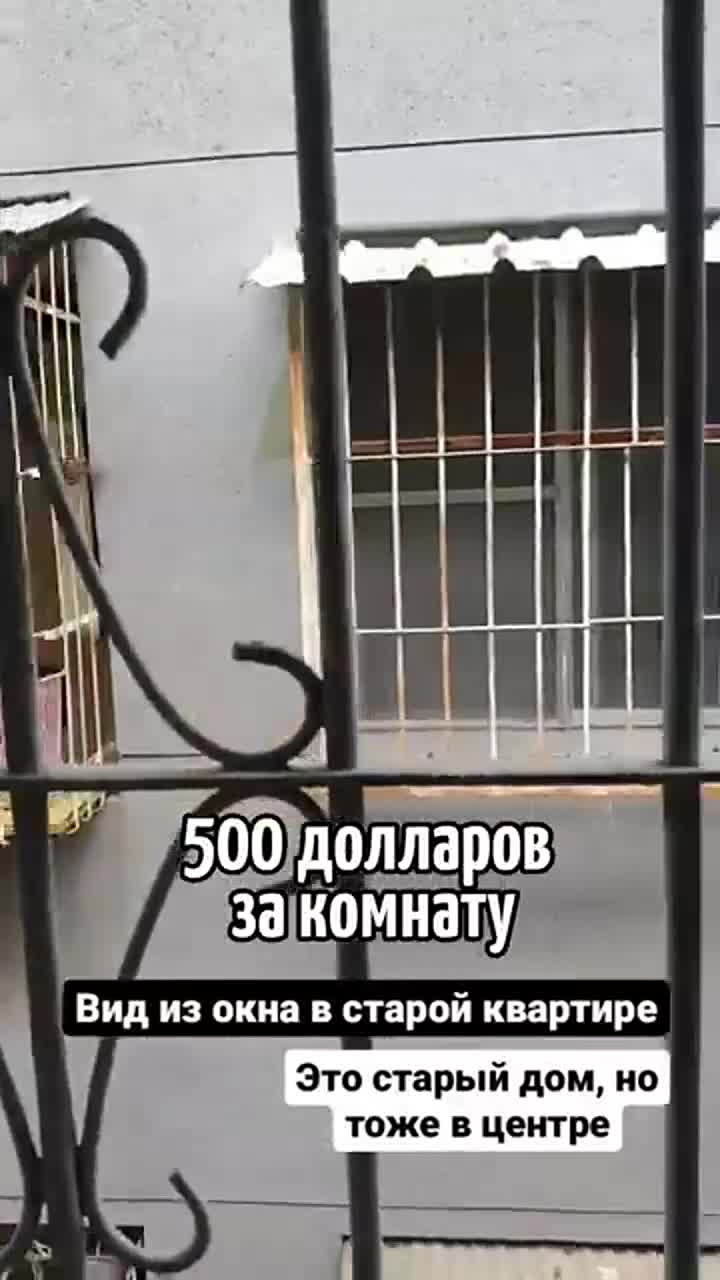 500 долларов
за комнату
Вид из окна в старой квартире
Это старый дом, но
тоже в центре